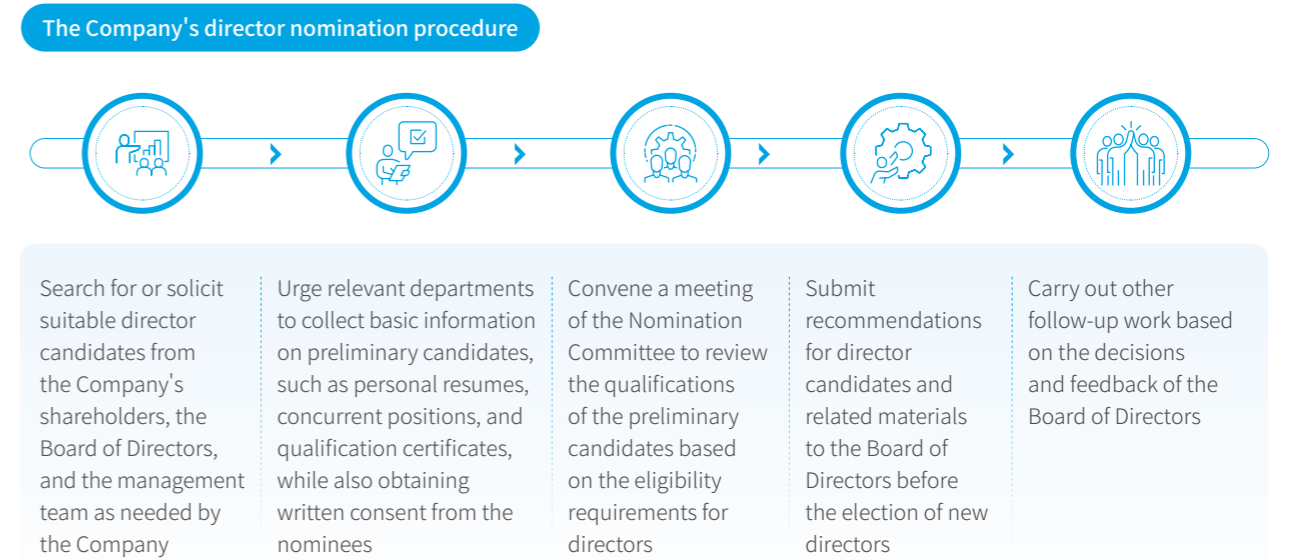 The Company's director nomination procedure
Search for or solicit
suitable director
candidates from
the Company's
shareholders, the
Board of Directors,
and the management
team as needed by
the Company
Urge relevant departments
to collect basic information
on preliminary candidates,
such as personal resumes,
concurrent positions, and
qualification certificates,
while also obtaining
written consent from the
nominees
Convene a meeting
of the Nomination
Committee to review
the qualifications
of the preliminary
candidates based
on the eligibility
requirements for
directors
Submit
recommendations
for director
candidates and
related materials
to the Board of
Directors before
the election of new
directors
Carry out other
follow-up work based
on the decisions
and feedback of the
Board of Directors